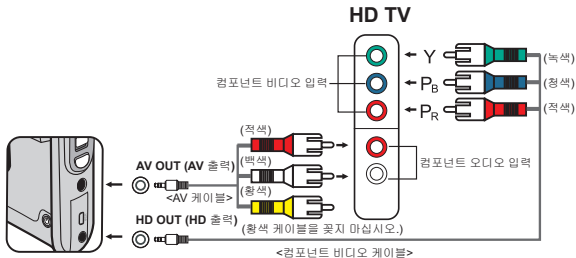 HD TV
Y
(녹색)
컴포넌트 비디오 입력
PB
(청색)
PR
(적색)
(적색)
AV OUT (AV 출력)
(백색)
컴포넌트 오디오 입력
<AV 케이블>
(황색)
HD OUT (HD 출력)
(황색 케이블을 꽂지 마십시오.)
<컴포넌트 비디오 케이블>